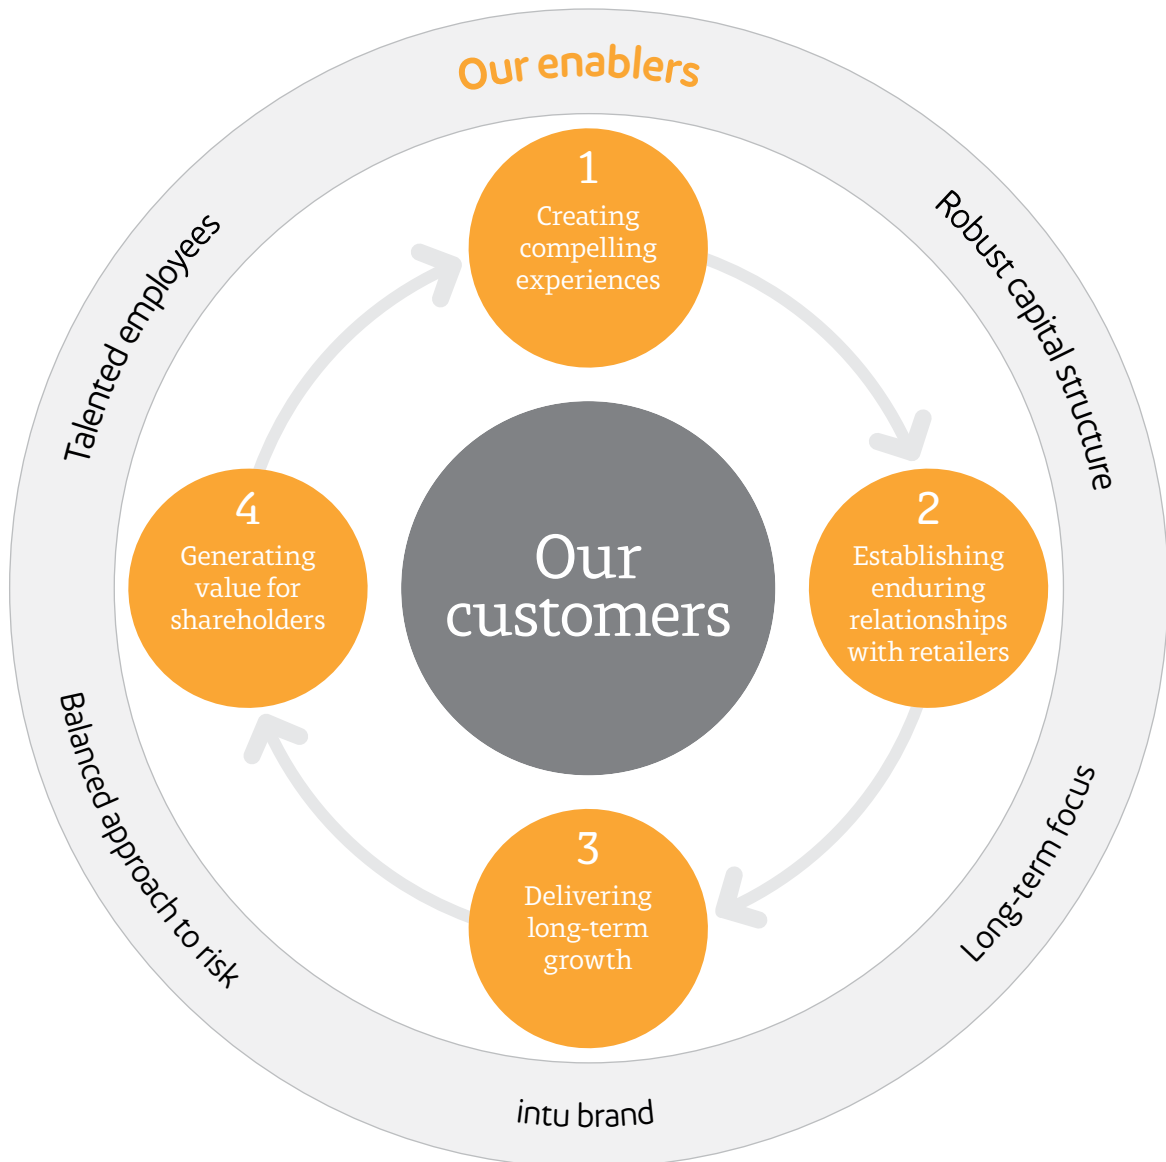 Our enablers
Robust capital structure
Long-term focus
intu brand
Balanced approach to risk
Talented employees
1
Creating
compelling
experiences
2
Establishing
enduring
relationships
with retailers
3
Delivering
long-term
growth
4
Generating
value for
shareholders
Our
customers